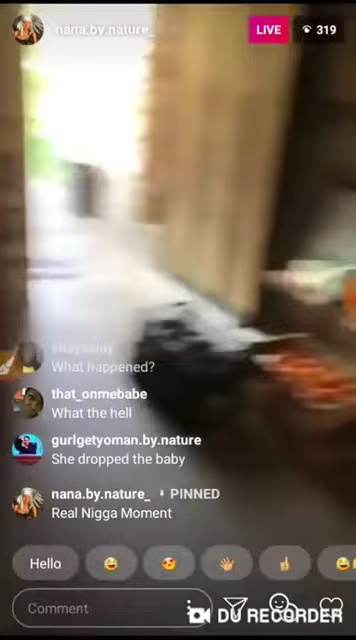 nana.by.nature_
LIVE
319
What happened?
that_onmebabe
What the hell
gurlgetyoman.by.nature
She dropped the baby
nana.by.nature_ PINNED
Real Nigga Moment
Hello
Comment
DU RECORDER